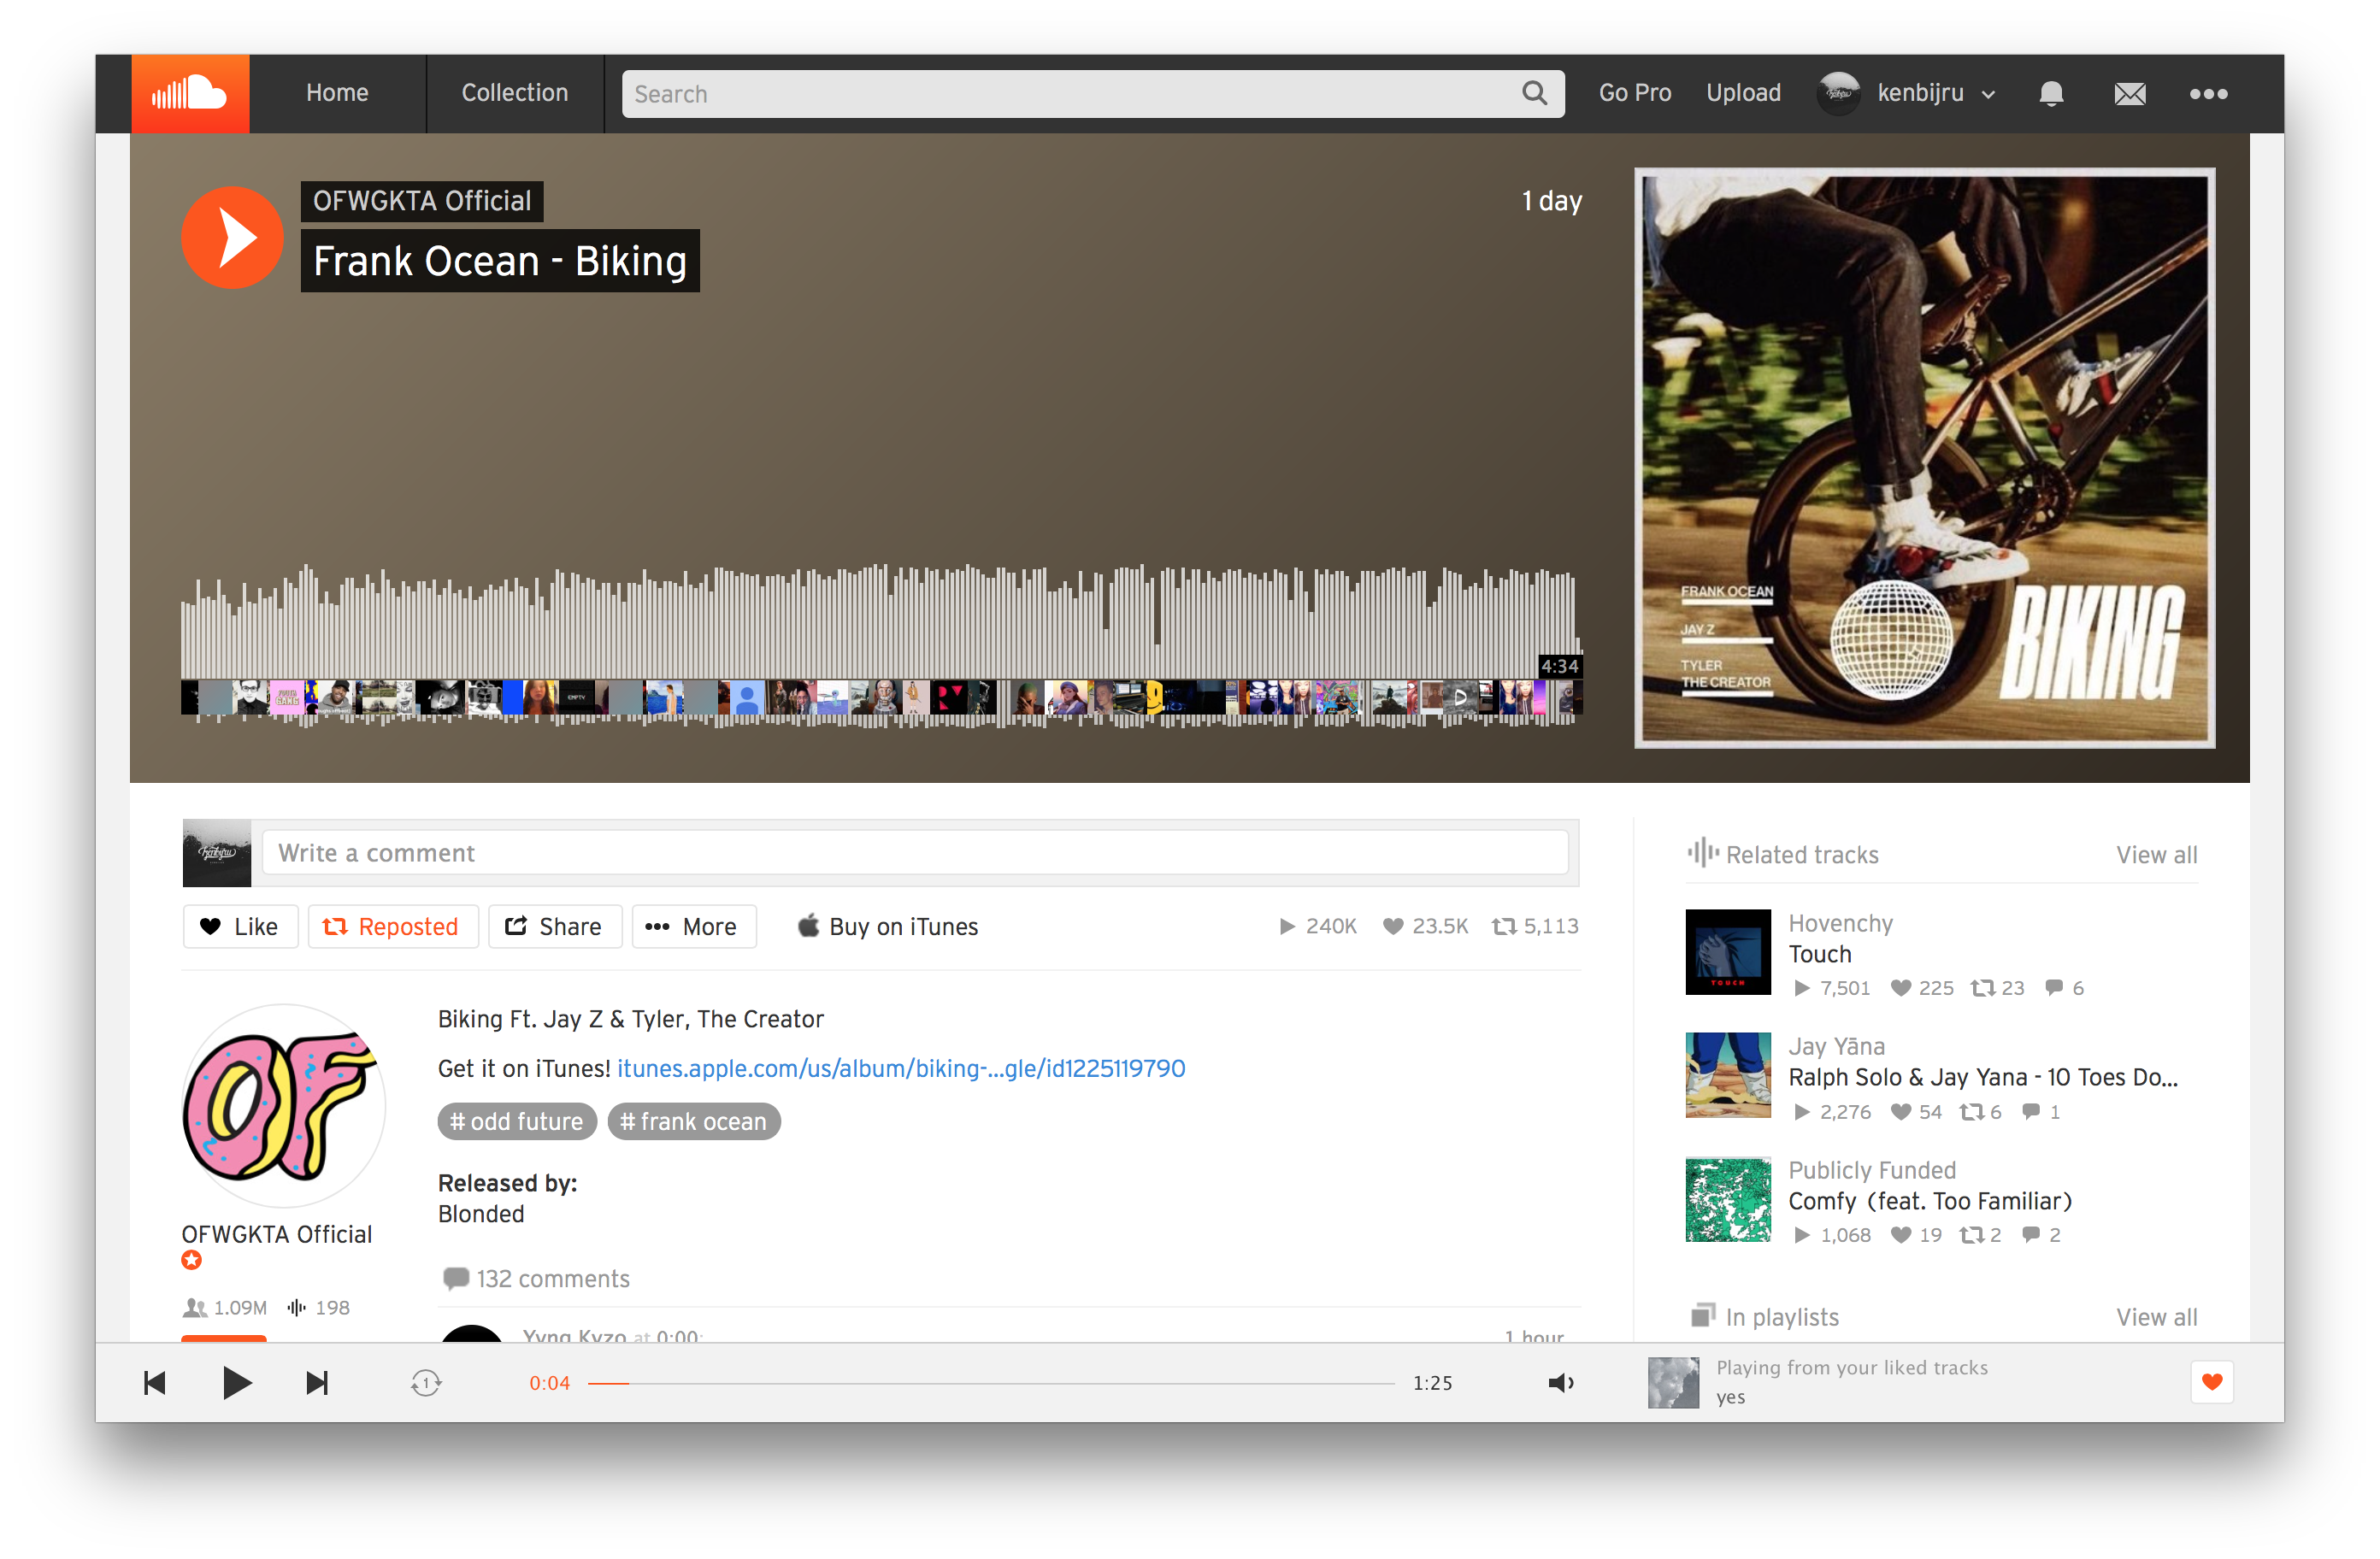 Home
Collection
Search
Go Pro
Upload
kenbijru
OFWGKTA Official
1 day
Frank Ocean - Biking
4:34
FRANK OCEAN
JAY Z
TYLER
THE CREATOR
BIKING
Write a comment
Like
Reposted
Share
More
Buy on iTunes
240K
23.5K
5,113
Biking Ft. Jay Z & Tyler, The Creator
Get it on iTunes! itunes.apple.com/us/album/biking-...gle/id1225119790
# odd future
# frank ocean
Released by:
Blonded
OF
OFWGKTA Official
1.09M
198
132 comments
Yvng Kyzo at 0:00:
1 hour
Related tracks
View all
TOUCH
Hovenchy
Touch
7,501
225
23
6
Jay Yāna
Ralph Solo & Jay Yana - 10 Toes Do...
2,276
54
6
1
Publicly Funded
Comfy (feat. Too Familiar)
1,068
19
2
2
In playlists
View all
1
0:04
1:25
Playing from your liked tracks
yes